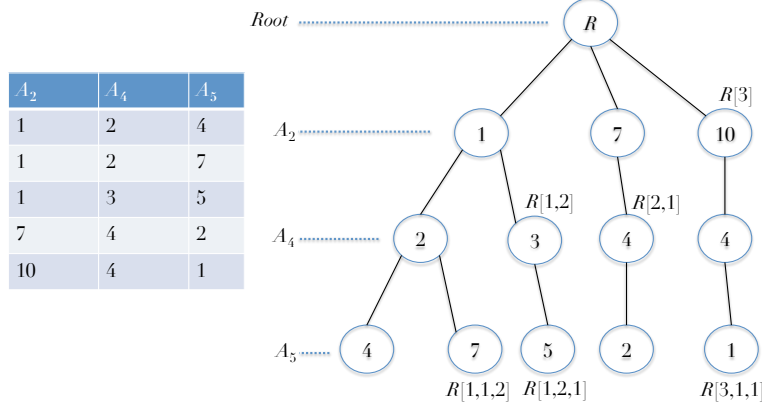 A2 A4 A5
1 2 4
1 2 7
1 3 5
7 4 2
10 4 1
Root R
R[3]
A2 1 7 10
R[1,2] R[2,1]
A4 2 3 4 4
A5 4 7 5 2 1
R[1,1,2] R[1,2,1] R[3,1,1]